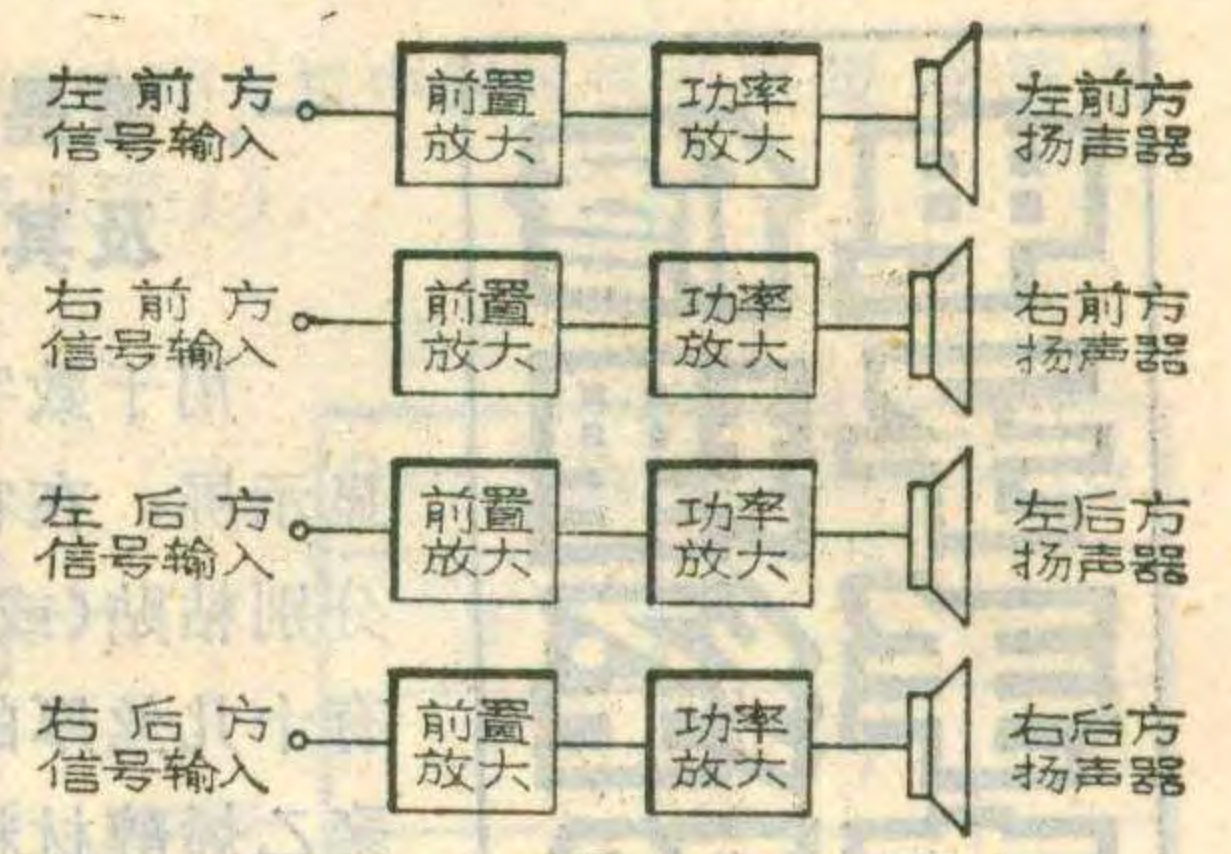 左前方
信号输入
前置
放大
功率
放大
左前方
扬声器
右前方
信号输入
前置
放大
功率
放大
右前方
扬声器
左后方
信号输入
前置
放大
功率
放大
左后方
扬声器
右后方
信号输入
前置
放大
功率
放大
右后方
扬声器